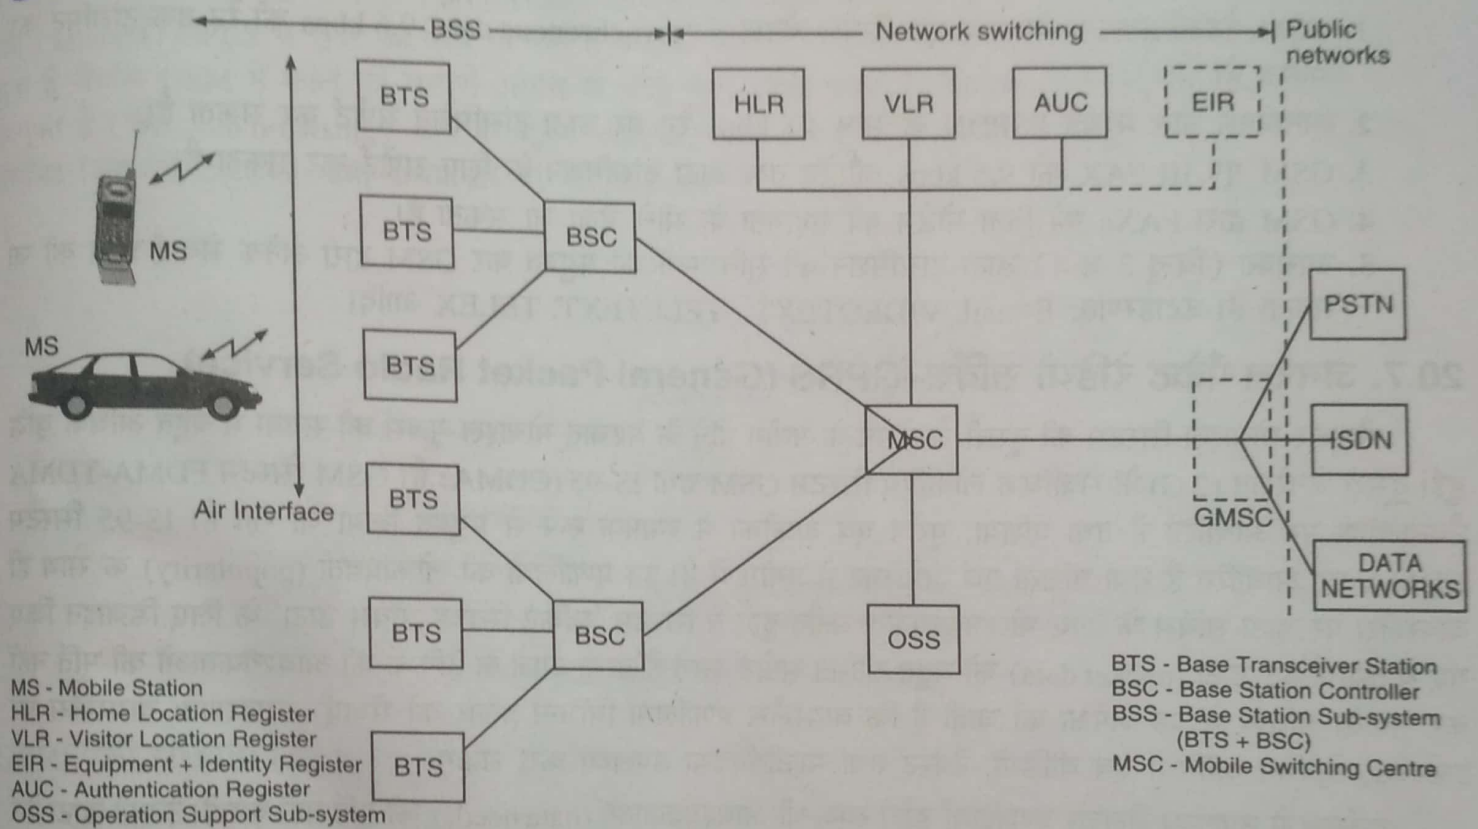 BSS
Network switching
Public
networks
BTS
HLR
VLR
AUC
EIR
BTS
BSC
MS
PSTN
MS
BTS
MSC
ISDN
BTS
Air Interface
GMSC
DATA
NETWORKS
BTS
BSC
OSS
BTS
MS - Mobile Station
HLR - Home Location Register
VLR - Visitor Location Register
EIR - Equipment + Identity Register
AUC - Authentication Register
OSS - Operation Support Sub-system
BTS - Base Transceiver Station
BSC - Base Station Controller
BSS - Base Station Sub-system
(BTS + BSC)
MSC - Mobile Switching Centre